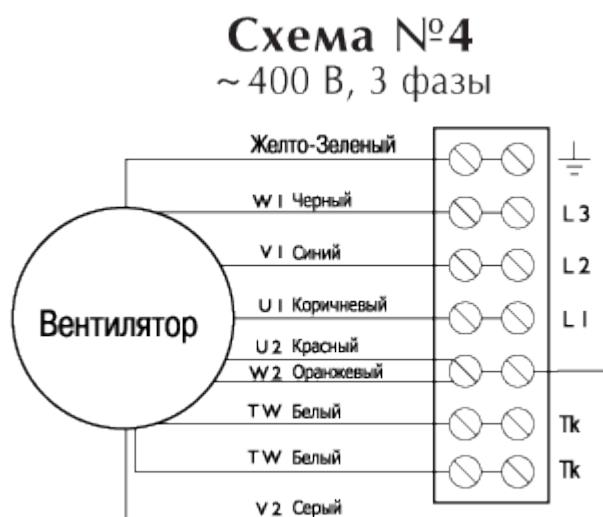 Схема №4
~ 400 В, 3 фазы
Желто-Зеленый
W1 Черный L3
V1 Синий L2
U1 Коричневый L1
Вентилятор
U2 Красный
W2 Оранжевый
TW Белый Tk
TW Белый Tk
V2 Серый